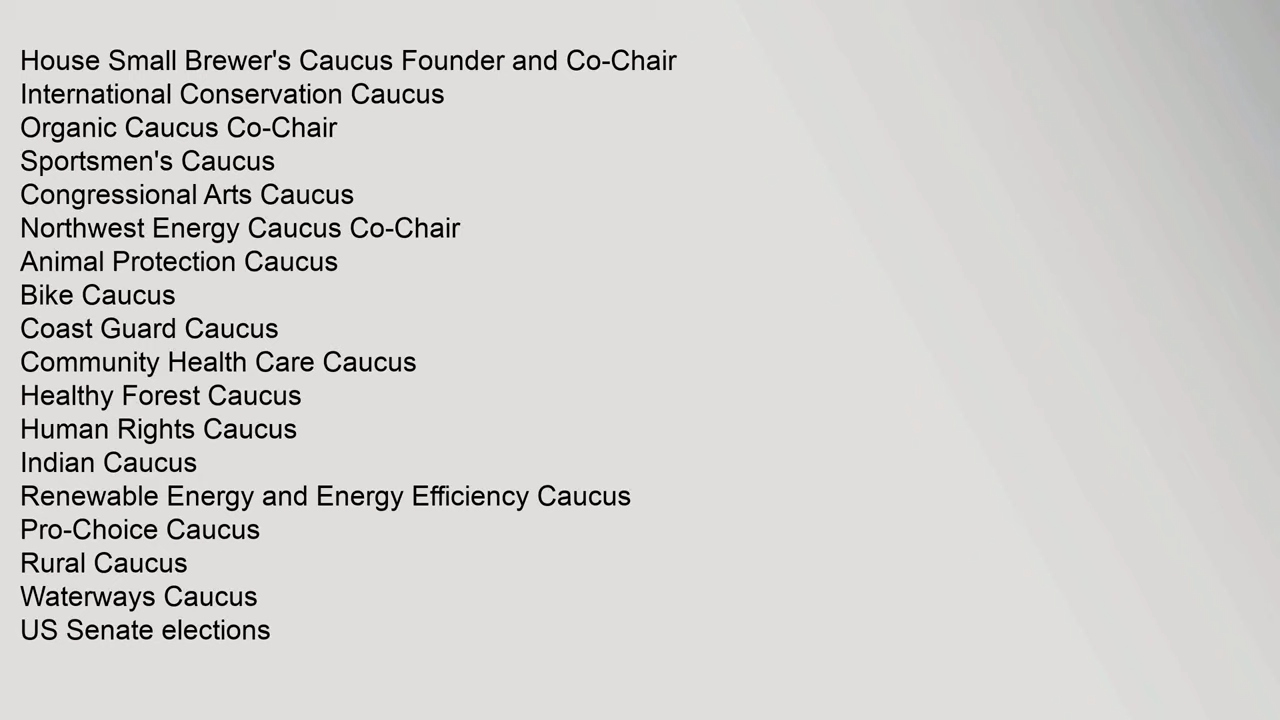 House Small Brewer's Caucus Founder and Co-Chair
International Conservation Caucus
Organic Caucus Co-Chair
Sportsmen's Caucus
Congressional Arts Caucus
Northwest Energy Caucus Co-Chair
Animal Protection Caucus
Bike Caucus
Coast Guard Caucus
Community Health Care Caucus
Healthy Forest Caucus
Human Rights Caucus
Indian Caucus
Renewable Energy and Energy Efficiency Caucus
Pro-Choice Caucus
Rural Caucus
Waterways Caucus
US Senate elections